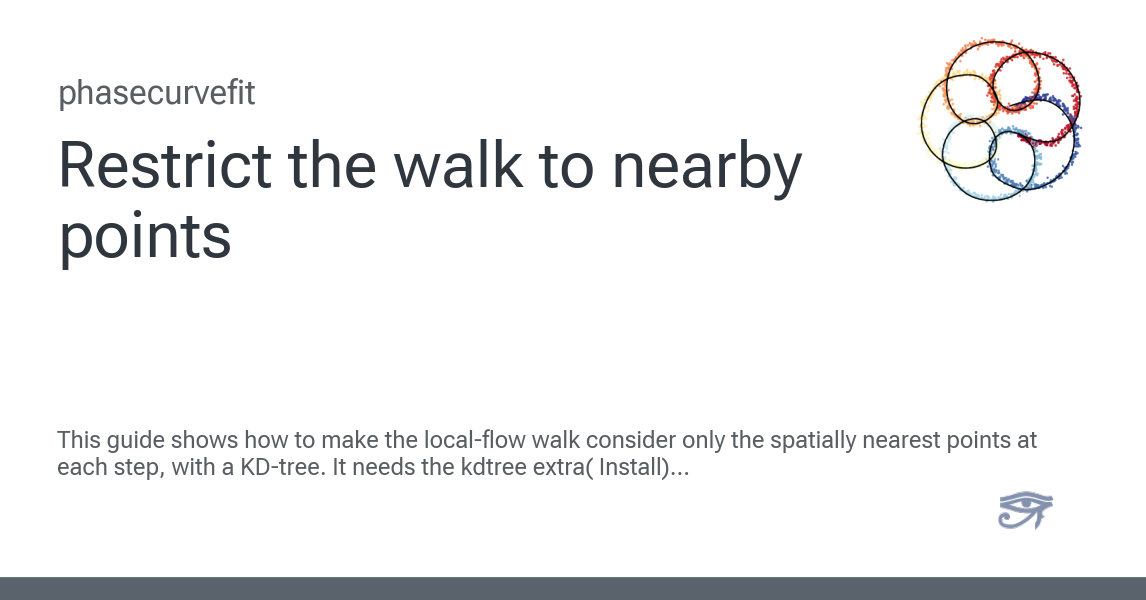 phasecurvefit
Restrict the walk to nearby
points
This guide shows how to make the local-flow walk consider only the spatially nearest points at
each step, with a KD-tree. It needs the kdtree extra( Install)...